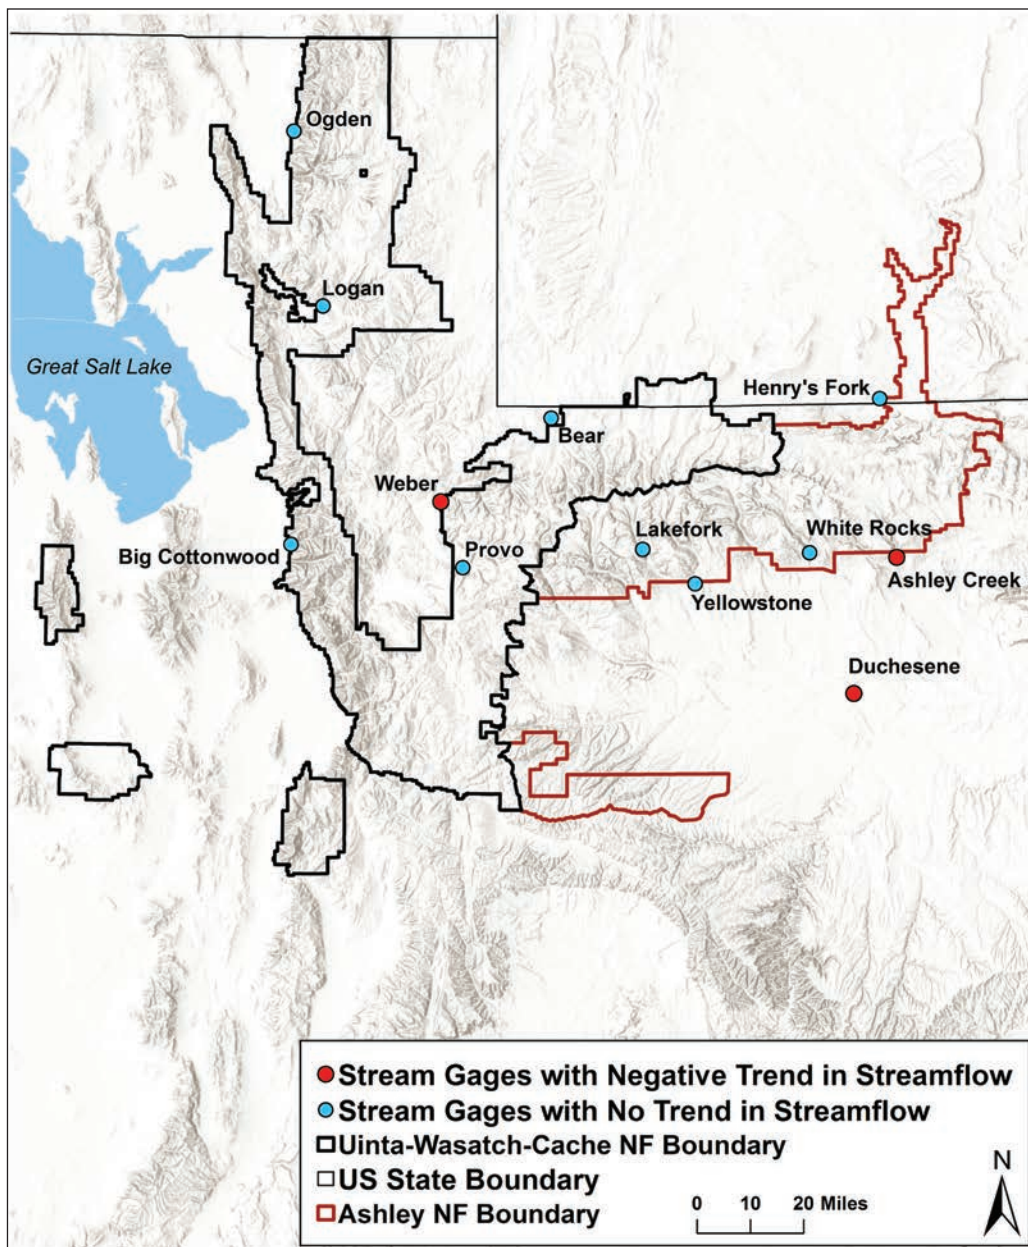 Ogden
Logan
Great Salt Lake
Henry's Fork
Bear
Weber
Lakefork
White Rocks
Big Cottonwood
Provo
Ashley Creek
Yellowstone
Duchesene
Stream Gages with Negative Trend in Streamflow
Stream Gages with No Trend in Streamflow
Uinta-Wasatch-Cache NF Boundary
US State Boundary
Ashley NF Boundary
0 10 20 Miles
N